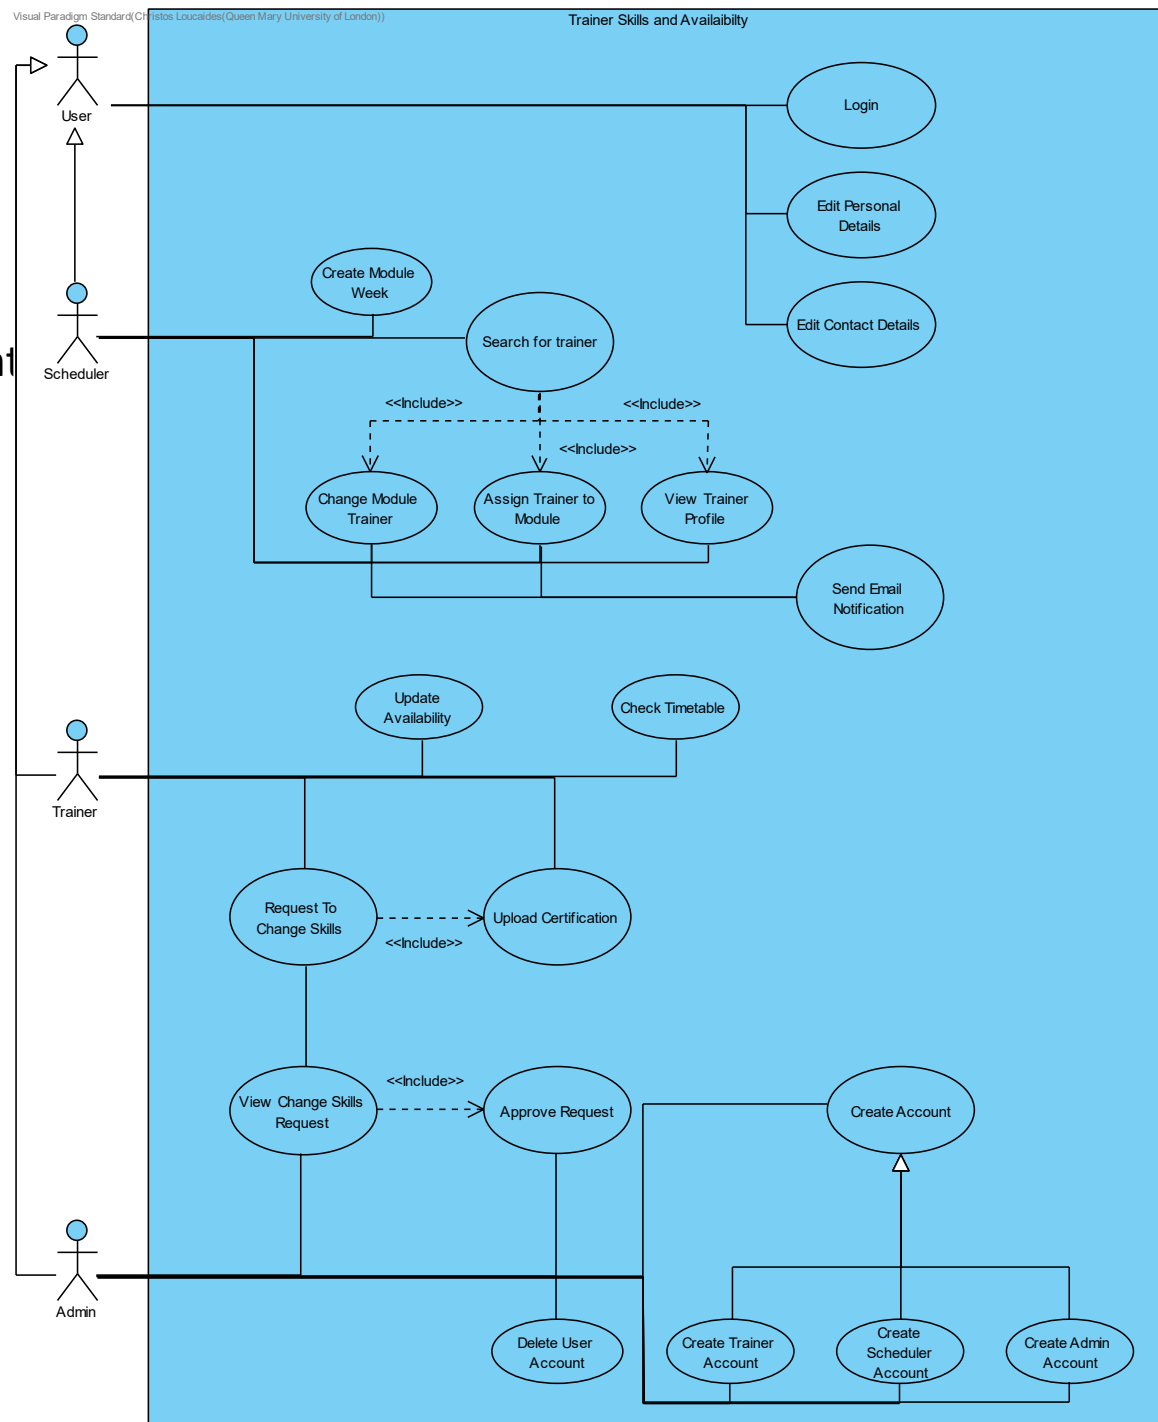 Visual Paradigm Standard(Christos Loucaides(Queen Mary University of London))
Trainer Skills and Availaibilty
User
Login
Edit Personal
Details
Create Module
Week
Edit Contact Details
Search for trainer
Scheduler
<<Include>>
<<Include>>
<<Include>>
Change Module
Trainer
Assign Trainer to
Module
View Trainer
Profile
Send Email
Notification
Update
Availability
Check Timetable
Trainer
Request To
Change Skills
Upload Certification
<<Include>>
<<Include>>
View Change Skills
Request
Approve Request
Create Account
Admin
Delete User
Account
Create Trainer
Account
Create
Scheduler
Account
Create Admin
Account